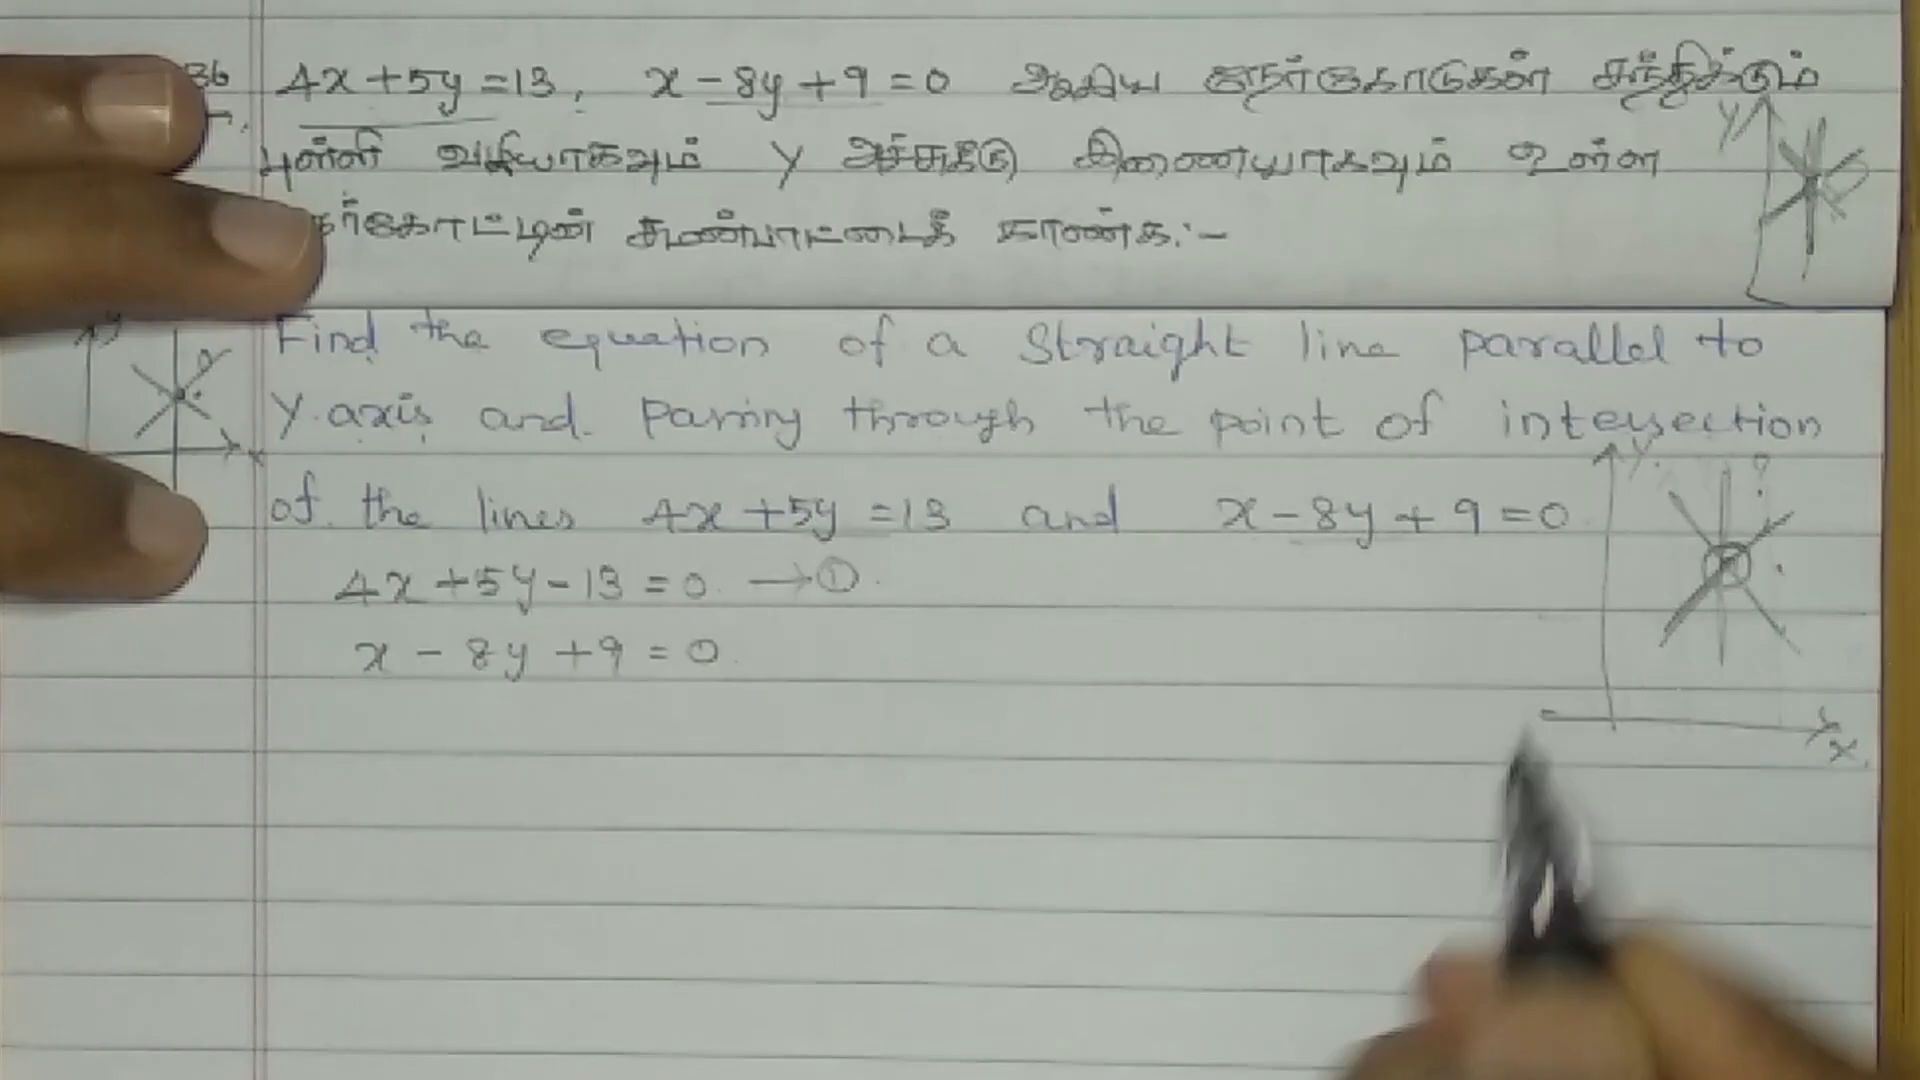 36 4x + 5y = 13, x - 8y + 9 = 0 ஆகிய சந்திக்கும்
புள்ளி வழியாகவும் Y அச்சுக்கு இணையாகவும் உள்ள
சமன்பாட்டைக் காண்க:-
Find the equation of a Straight line parallel to
Y.axis and. Passing through the point of intersection
of the lines 4x + 5y = 13 and x - 8y + 9 = 0
4x + 5y - 13 = 0 → ①
x - 8y + 9 = 0